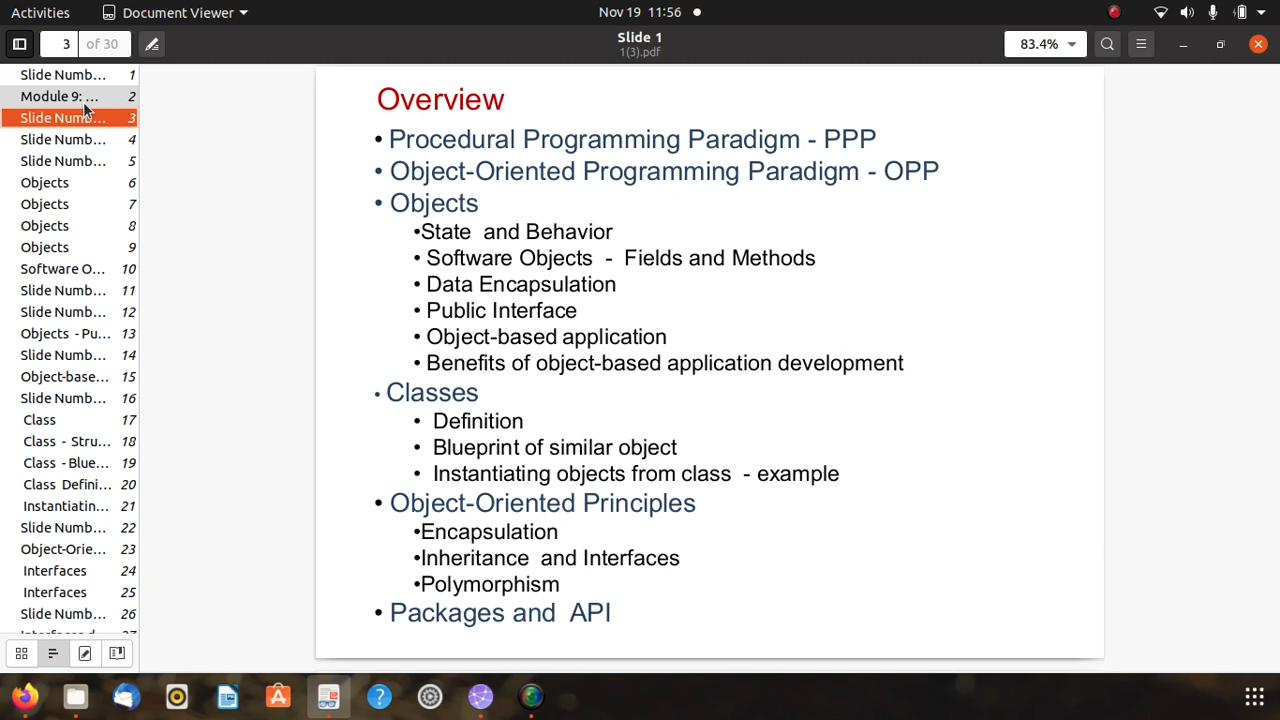 Activities
Document Viewer
Nov 19 11:56
3 of 30
Slide 1
1(3).pdf
83.4%
Slide Numb... 1
Module 9: ... 2
Slide Numb... 3
Slide Numb... 4
Slide Numb... 5
Objects 6
Objects 7
Objects 8
Objects 9
Software O... 10
Slide Numb... 11
Slide Numb... 12
Objects - Pu... 13
Slide Numb... 14
Object-base... 15
Slide Numb... 16
Class 17
Class - Stru... 18
Class - Blue... 19
Class Defini... 20
Instantiatin... 21
Slide Numb... 22
Object-Orie... 23
Interfaces 24
Interfaces 25
Slide Numb... 26
Overview
• Procedural Programming Paradigm - PPP
• Object-Oriented Programming Paradigm - OPP
• Objects
•State and Behavior
• Software Objects - Fields and Methods
• Data Encapsulation
• Public Interface
• Object-based application
• Benefits of object-based application development
• Classes
• Definition
• Blueprint of similar object
• Instantiating objects from class - example
• Object-Oriented Principles
•Encapsulation
•Inheritance and Interfaces
•Polymorphism
• Packages and API